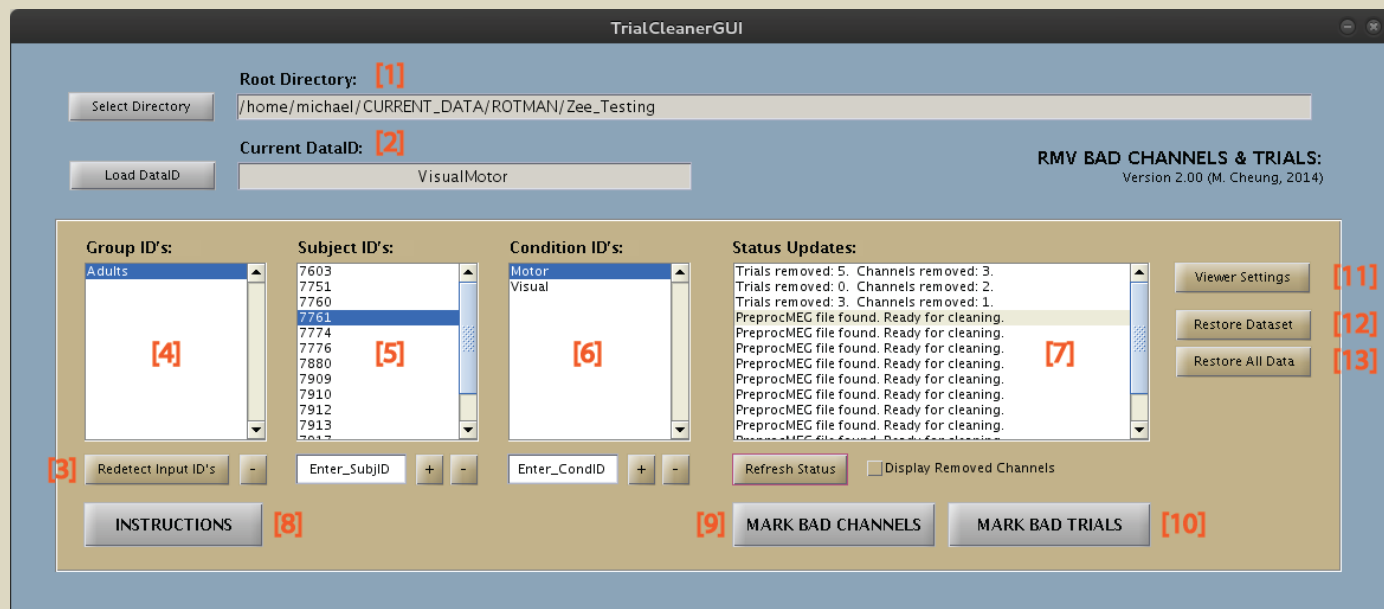 TrialCleanerGUI
Root Directory: [1]
Select Directory /home/michael/CURRENT_DATA/ROTMAN/Zee_Testing
Current DataID: [2]
Load DataID VisualMotor
RMV BAD CHANNELS & TRIALS:
Version 2.00 (M. Cheung, 2014)
Group ID's:
Adults
[4]
Subject ID's:
7603
7751
7760
7761
7774
7776
7880
7909
7910
7912
7913
7917
[5]
Condition ID's:
Motor
Visual
[6]
Status Updates:
Trials removed: 5. Channels removed: 3.
Trials removed: 0. Channels removed: 2.
Trials removed: 3. Channels removed: 1.
PreprocMEG file found. Ready for cleaning.
PreprocMEG file found. Ready for cleaning.
PreprocMEG file found. Ready for cleaning.
PreprocMEG file found. Ready for cleaning.
PreprocMEG file found. Ready for cleaning.
PreprocMEG file found. Ready for cleaning.
PreprocMEG file found. Ready for cleaning.
PreprocMEG file found. Ready for cleaning.
PreprocMEG file found. Ready for cleaning.
[7]
Viewer Settings [11]
Restore Dataset [12]
Restore All Data [13]
[3] Redetect Input ID's - Enter_SubjID + - Enter_CondID + - Refresh Status Display Removed Channels
INSTRUCTIONS [8] [9] MARK BAD CHANNELS MARK BAD TRIALS [10]